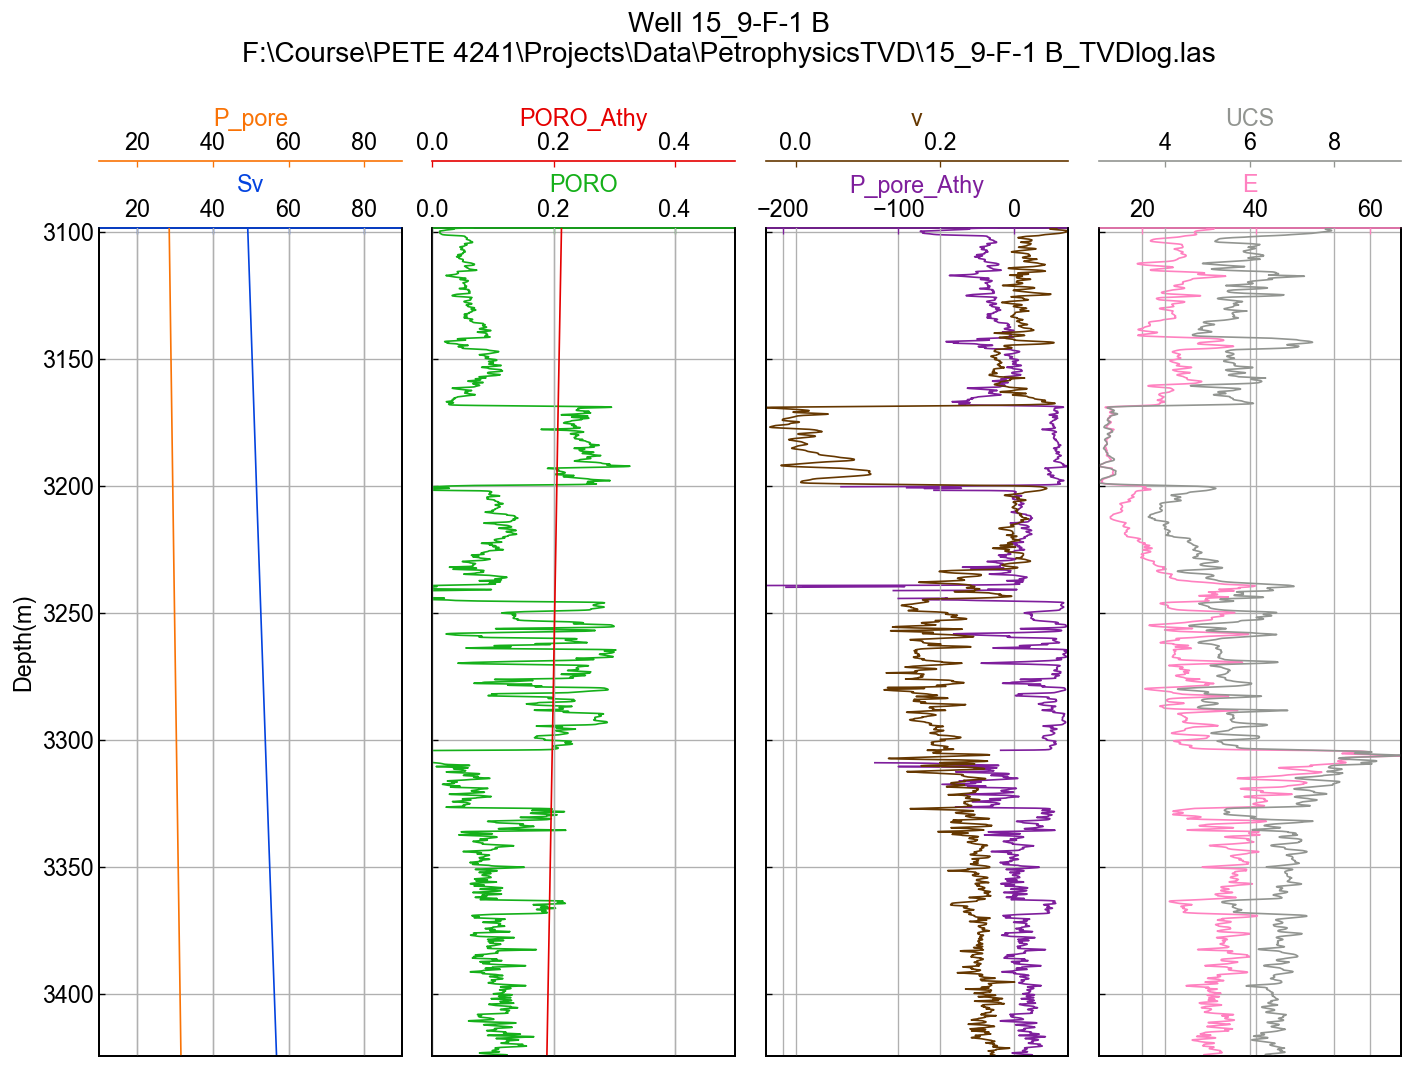 Well 15_9-F-1 B
F:\Course\PETE 4241\Projects\Data\PetrophysicsTVD\15_9-F-1 B_TVDlog.las
P_pore
20 40 60 80
Sv
20 40 60 80
PORO_Athy
0.0 0.2 0.4
PORO
0.0 0.2 0.4
v
0.0 0.2
P_pore_Athy
−200 −100 0
UCS
4 6 8
E
20 40 60
Depth(m)
3100
3150
3200
3250
3300
3350
3400